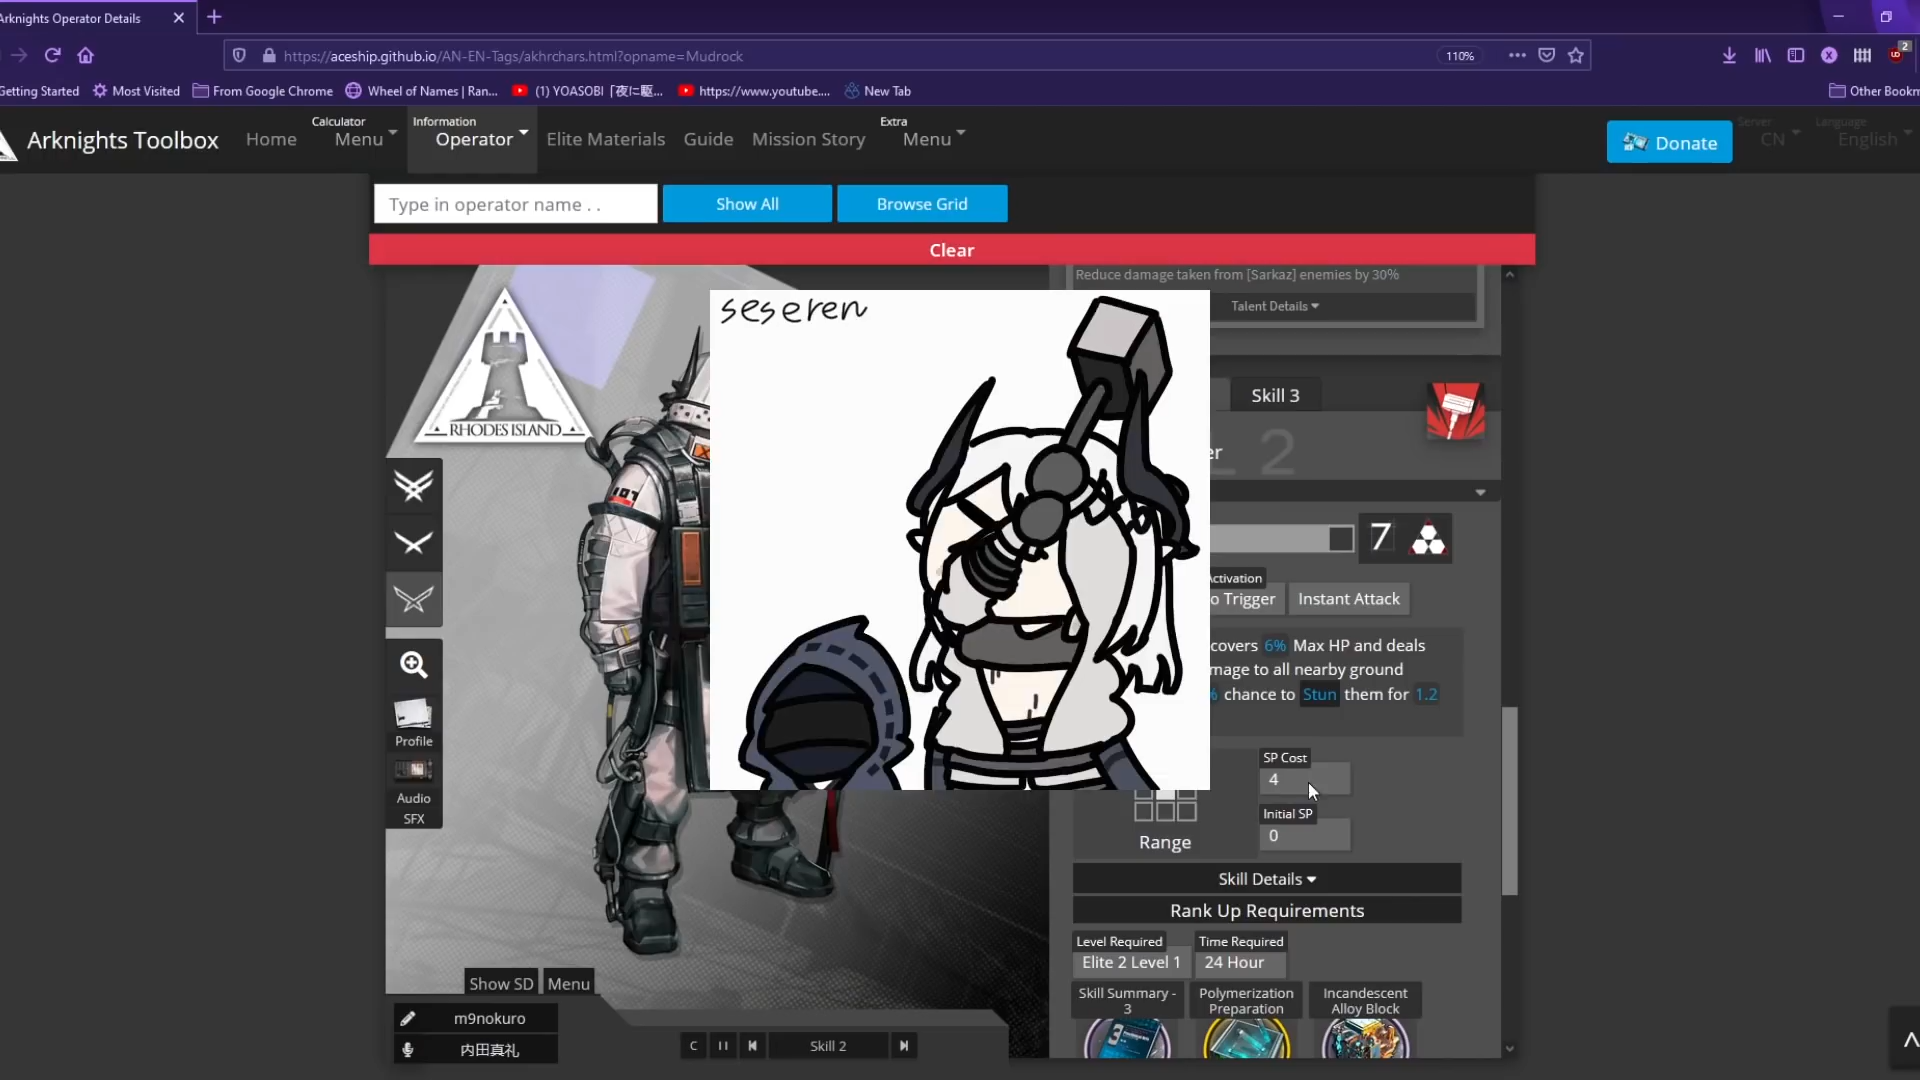 Arknights Operator Details
https://aceship.github.io/AN-EN-Tags/akhrchars.html?opname=Mudrock
110%
2
Getting Started
Most Visited
From Google Chrome
Wheel of Names | Ran...
(1) YOASOBI「夜に駆...
https://www.youtube....
New Tab
Other Bookm
Arknights Toolbox
Home
Calculator
Menu
Information
Operator
Elite Materials
Guide
Mission Story
Extra
Menu
Donate
Server
CN
Language
English
Type in operator name . .
Show All
Browse Grid
Clear
Reduce damage taken from [Sarkaz] enemies by 30%
Talent Details
RHODES ISLAND
seseren
Skill 3
er
2
7
Activation
o Trigger
Instant Attack
covers 6% Max HP and deals
mage to all nearby ground
% chance to Stun them for 1.2
SP Cost
4
Initial SP
0
Range
Skill Details
Rank Up Requirements
Level Required
Elite 2 Level 1
Time Required
24 Hour
Skill Summary - 3
Polymerization Preparation
Incandescent Alloy Block
Profile
Audio
SFX
Show SD
Menu
m9nokuro
内田真礼
C
Skill 2